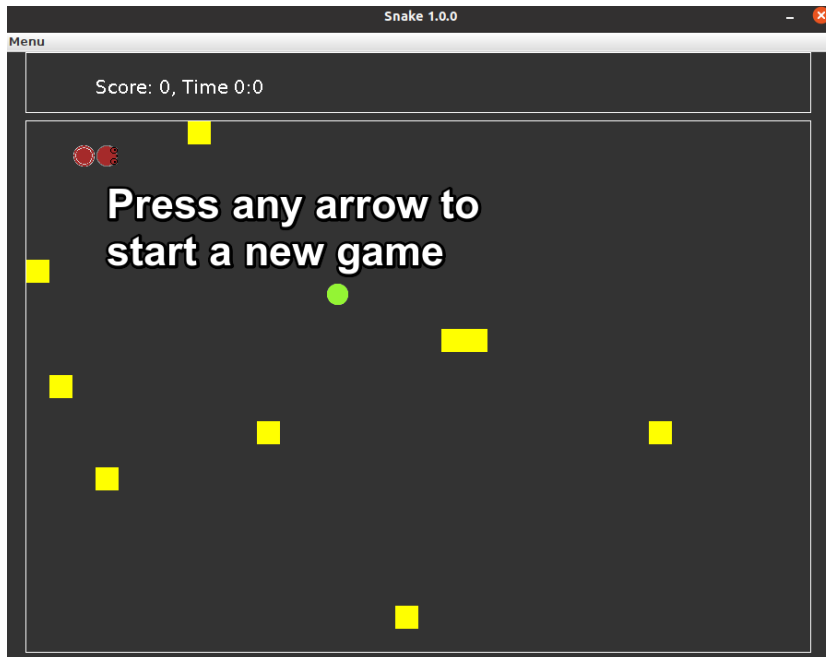 Snake 1.0.0
Menu
Score: 0, Time 0:0
Press any arrow to
start a new game